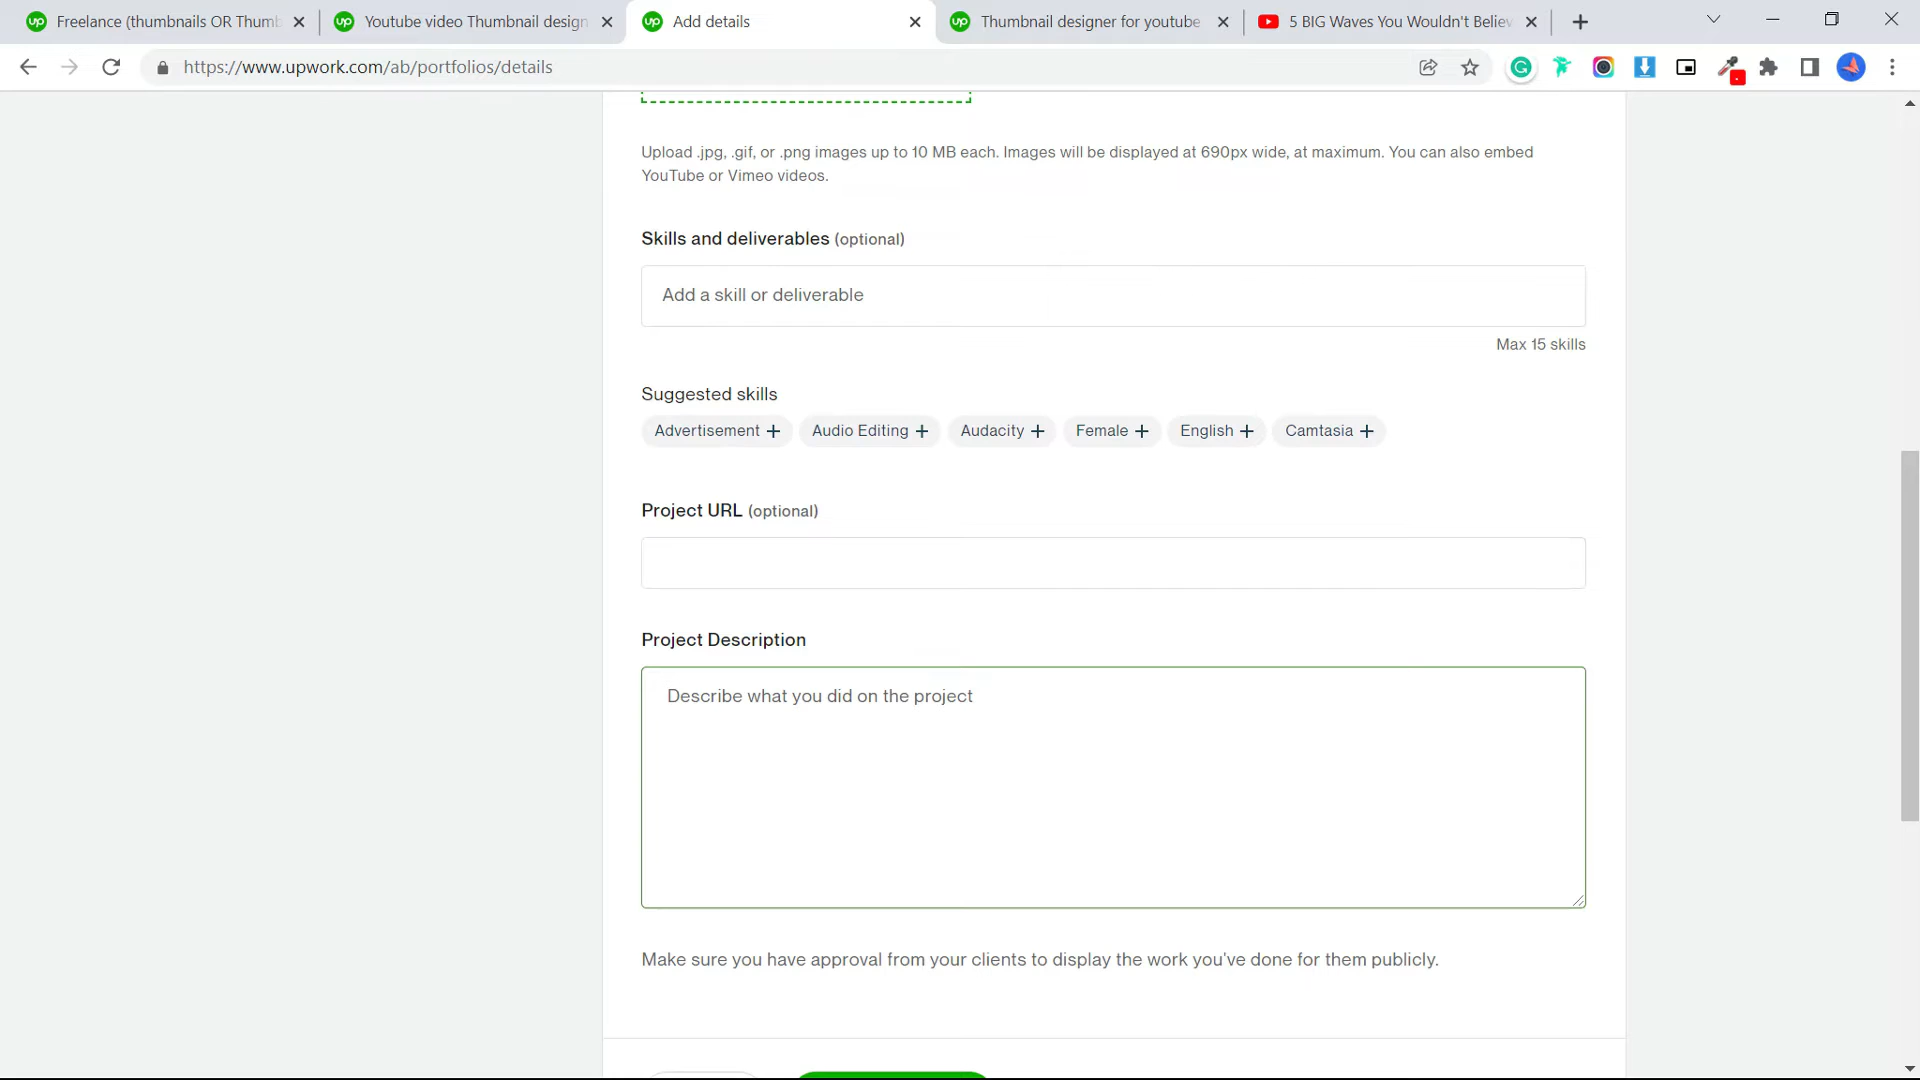 Freelance (thumbnails OR Thumb
Youtube video Thumbnail design
Add details
Thumbnail designer for youtube
5 BIG Waves You Wouldn't Believ
https://www.upwork.com/ab/portfolios/details
Upload .jpg, .gif, or .png images up to 10 MB each. Images will be displayed at 690px wide, at maximum. You can also embed
YouTube or Vimeo videos.
Skills and deliverables (optional)
Add a skill or deliverable
Max 15 skills
Suggested skills
Advertisement + Audio Editing + Audacity + Female + English + Camtasia +
Project URL (optional)
Project Description
Describe what you did on the project
Make sure you have approval from your clients to display the work you've done for them publicly.